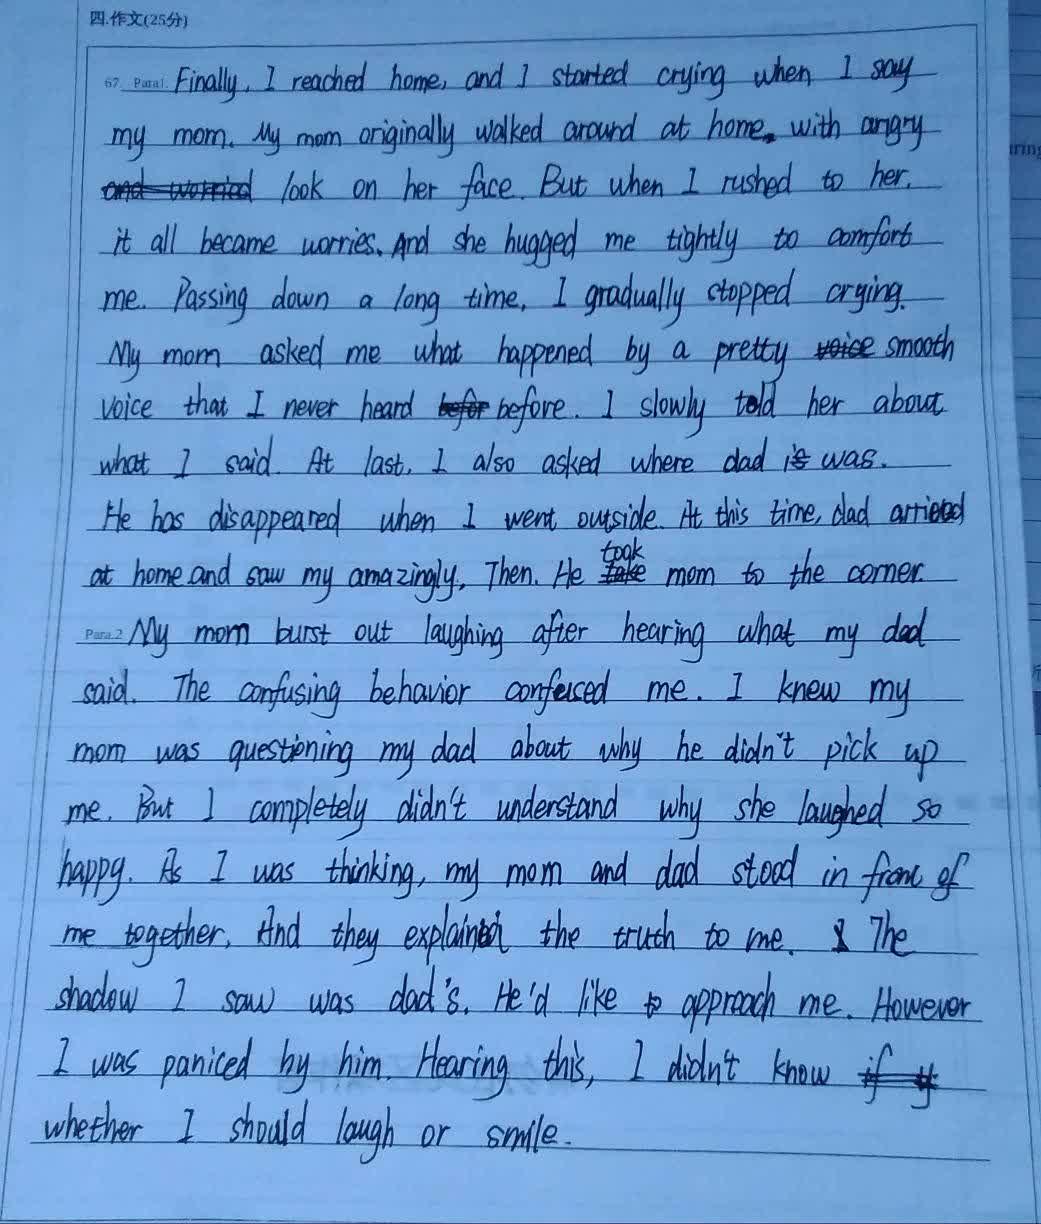 四.作文(25分)
67. Para1. Finally, I reached home, and I started crying when I say
my mom. My mom originally walked around at home. with angry
and worried look on her face. But when I rushed to her,
it all became worries. And she hugged me tightly to comfort
me. Passing down a long time, I gradually stopped crying.
My mom asked me what happened by a pretty voice smooth
voice that I never heard befor before. I slowly told her about
what I said. At last, I also asked where dad is was.
He has disappeared when I went outside. At this time, dad arrived
at home and saw my amazingly, Then. He take took mom to the corner.
Para.2 My mom burst out laughing after hearing what my dad
said. The confusing behavior confeused me. I knew my
mom was questioning my dad about why he didn't pick up
me. But I completely didn't understand why she laughed so
happy. As I was thinking, my mom and dad stood in front of
me together, And they explained the truth to me. I The
shadow I saw was dad's. He'd like to approach me. However
I was paniced by him. Hearing this, I didn't know if
whether I should laugh or smile.